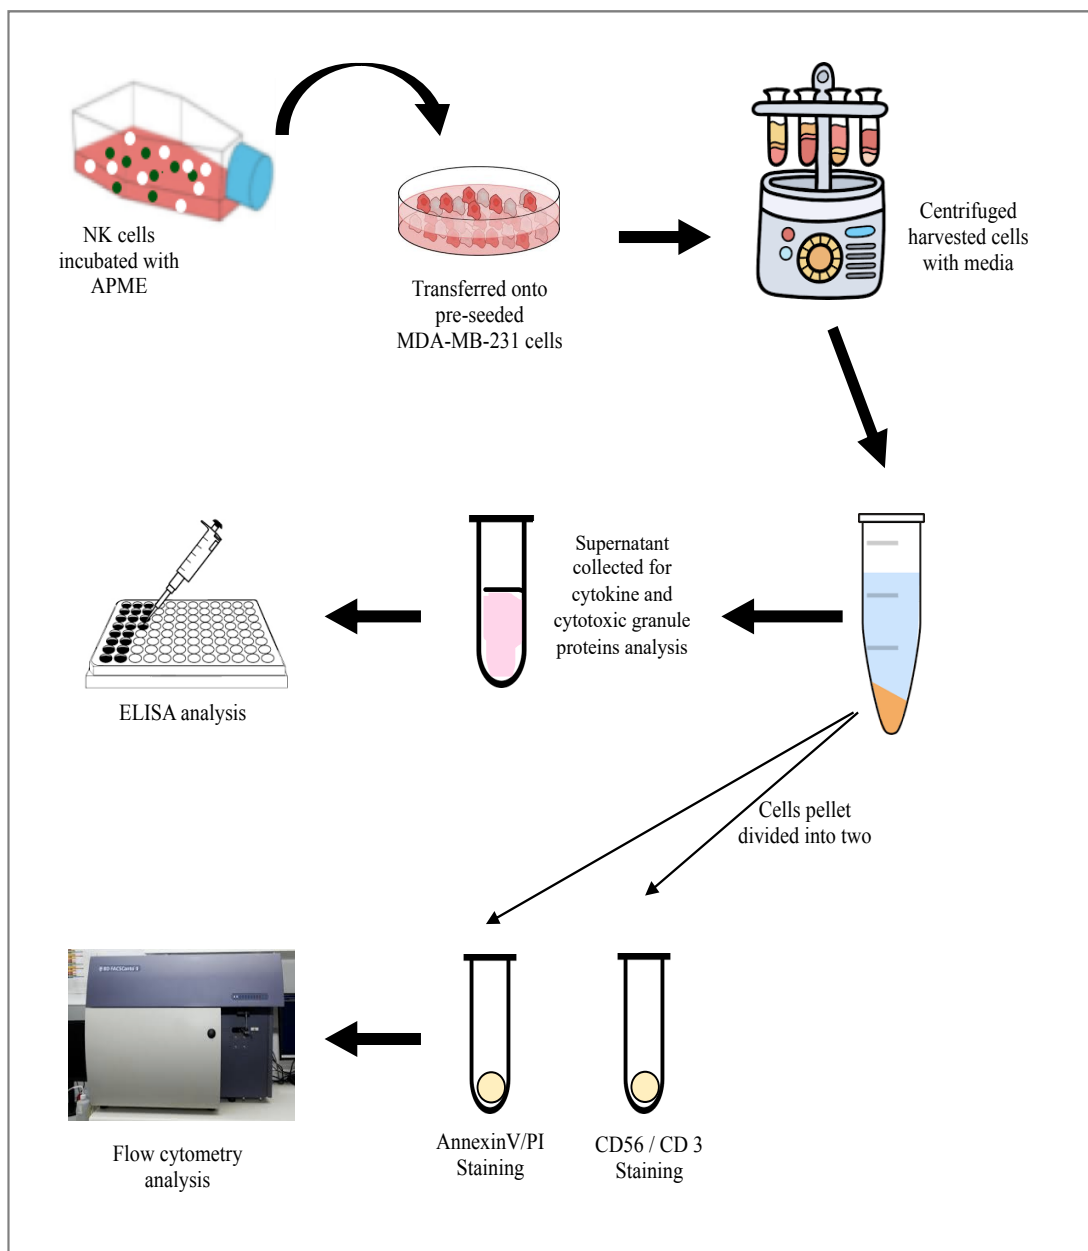 NK cells
incubated with
APME
Transferred onto
pre-seeded
MDA-MB-231 cells
Centrifuged
harvested cells
with media
Supernatant
collected for
cytokine and
cytotoxic granule
proteins analysis
ELISA analysis
Cells pellet
divided into two
AnnexinV/PI
Staining
CD56 / CD 3
Staining
Flow cytometry
analysis